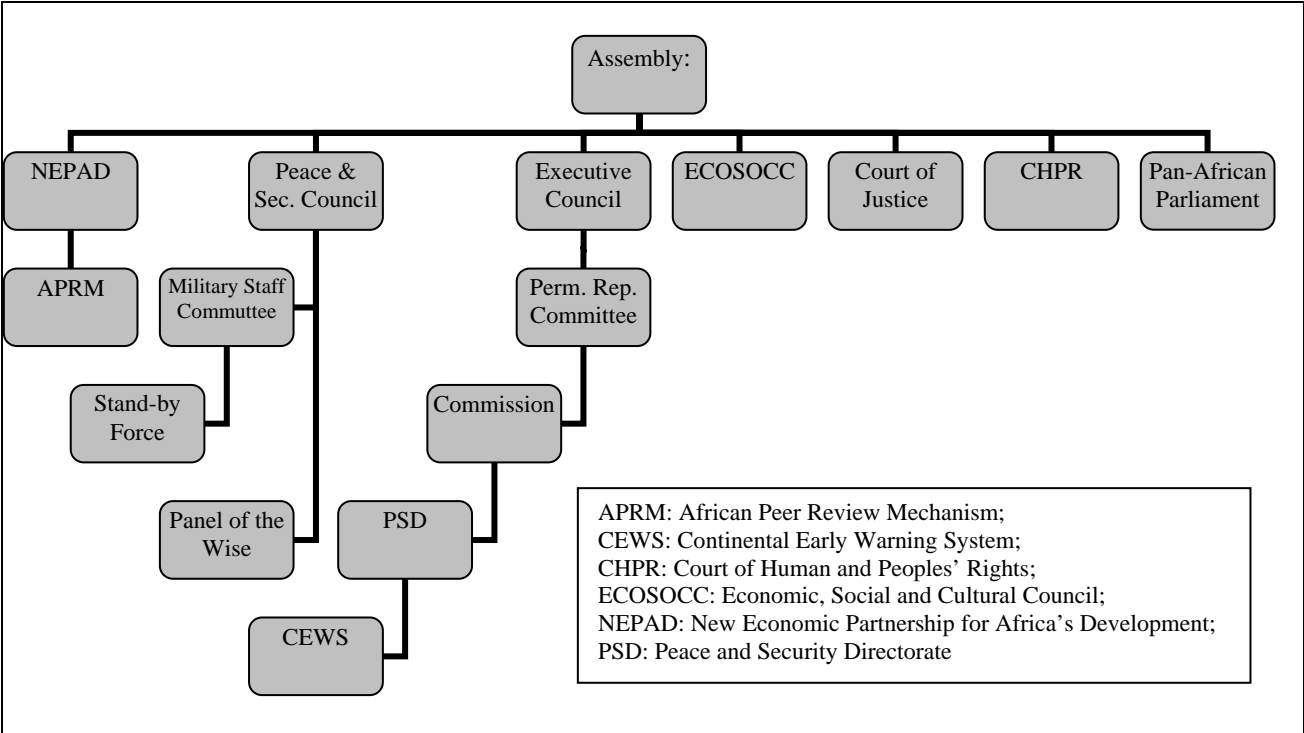 Assembly:
NEPAD
Peace &
Sec. Council
Executive
Council
ECOSOCC
Court of
Justice
CHPR
Pan-African
Parliament
APRM
Military Staff
Commuttee
Perm. Rep.
Committee
Stand-by
Force
Commission
Panel of the
Wise
PSD
CEWS
APRM: African Peer Review Mechanism;
CEWS: Continental Early Warning System;
CHPR: Court of Human and Peoples’ Rights;
ECOSOCC: Economic, Social and Cultural Council;
NEPAD: New Economic Partnership for Africa’s Development;
PSD: Peace and Security Directorate